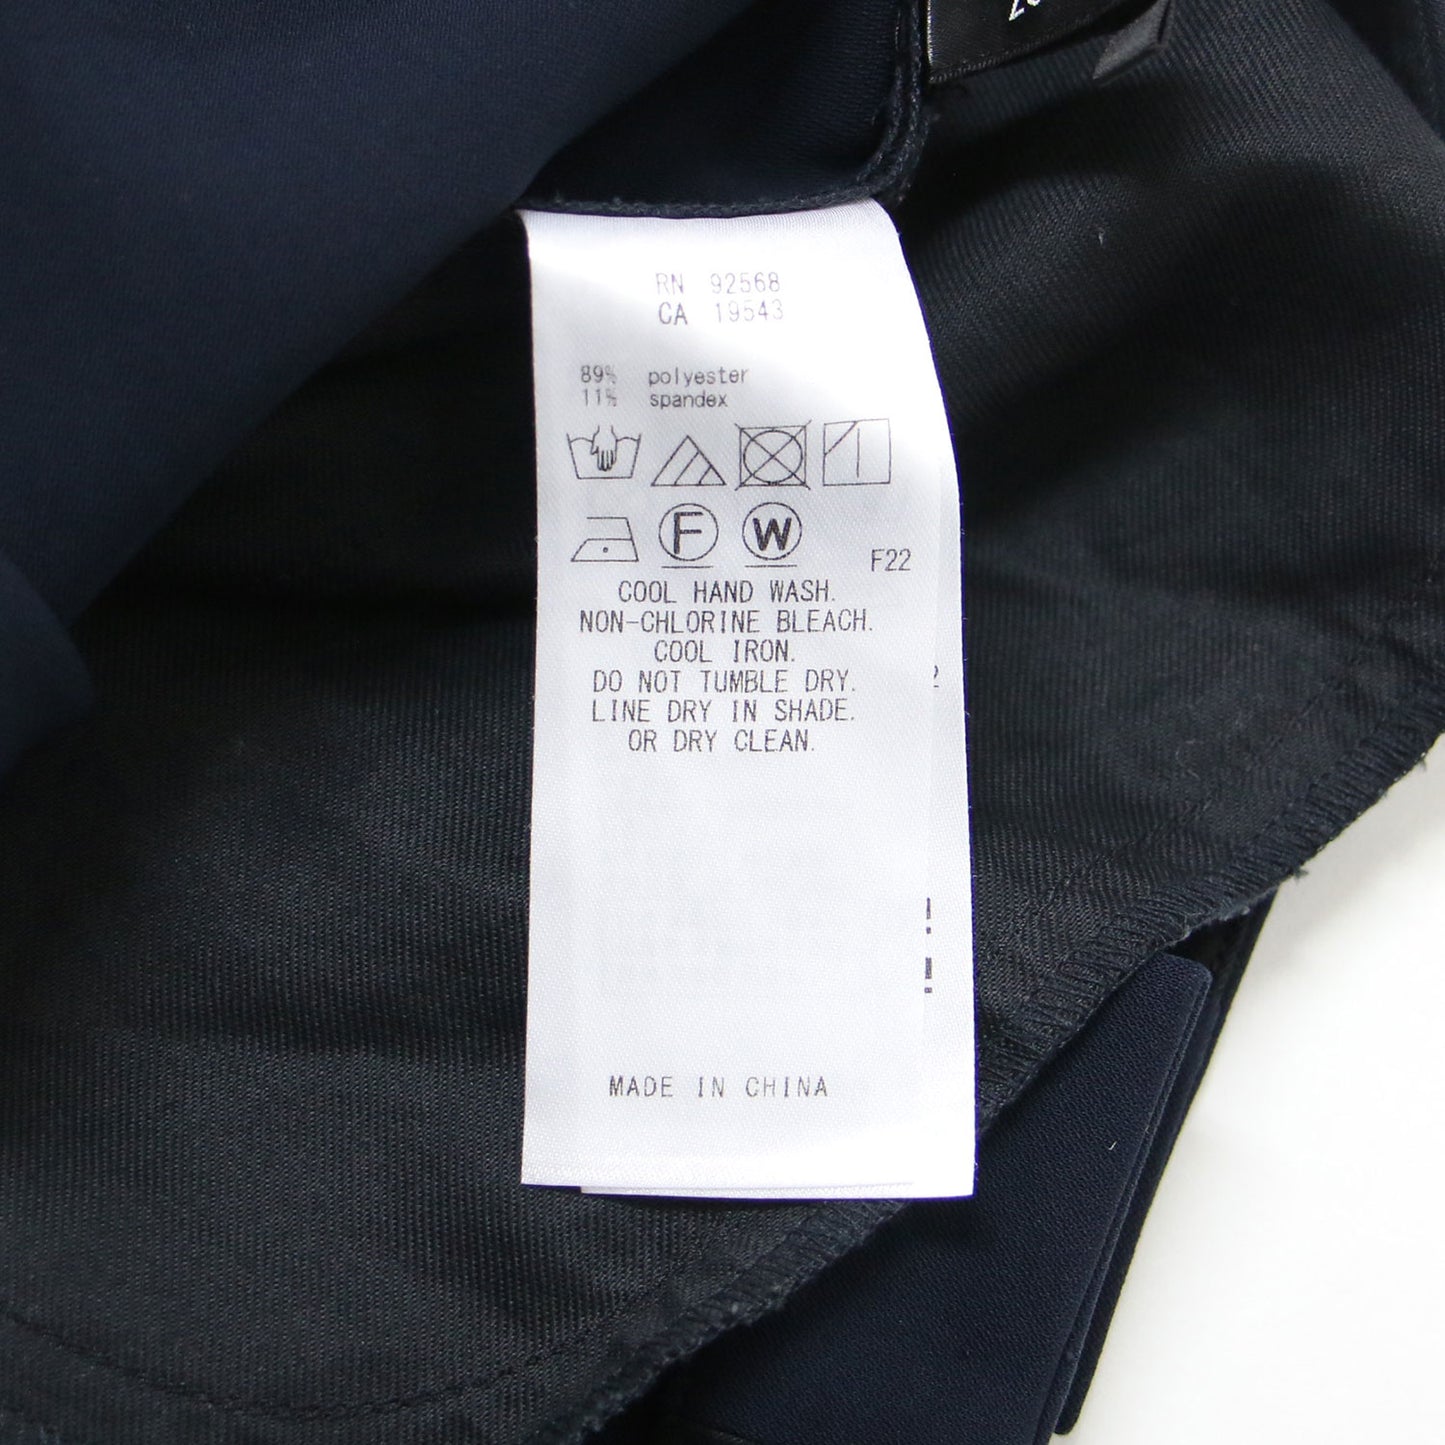 RN 92568
CA 19543
89% polyester
11% spandex
F W
F22
COOL HAND WASH.
NON-CHLORINE BLEACH.
COOL IRON.
DO NOT TUMBLE DRY.
LINE DRY IN SHADE.
OR DRY CLEAN.
MADE IN CHINA